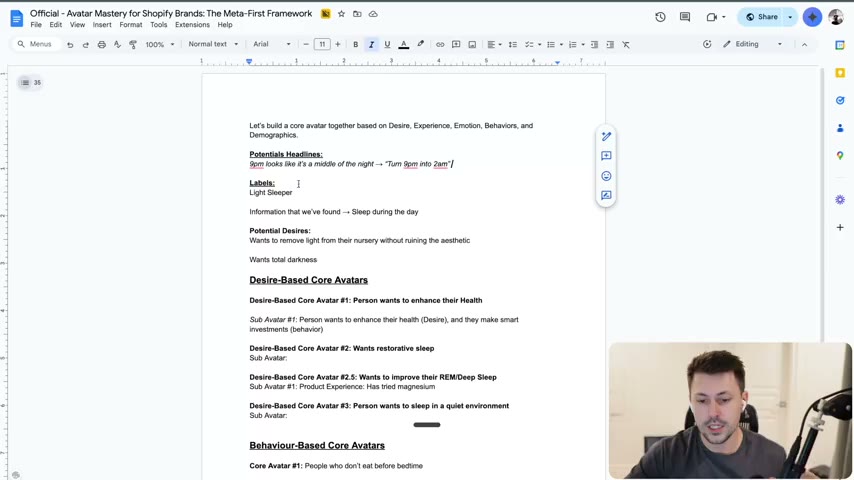 Official - Avatar Mastery for Shopify Brands: The Meta-First Framework
File Edit View Insert Format Tools Extensions Help
Share
Menus 100% Normal text Arial 11 B I U A Editing
1 1 2 3 4 5 6 7
35
Let's build a core avatar together based on Desire, Experience, Emotion, Behaviors, and
Demographics.
Potentials Headlines:
9pm looks like it's a middle of the night → "Turn 9pm into 2am"
Labels:
Light Sleeper
Information that we've found → Sleep during the day
Potential Desires:
Wants to remove light from their nursery without ruining the aesthetic
Wants total darkness
Desire-Based Core Avatars
Desire-Based Core Avatar #1: Person wants to enhance their Health
Sub Avatar #1: Person wants to enhance their health (Desire), and they make smart
investments (behavior)
Desire-Based Core Avatar #2: Wants restorative sleep
Sub Avatar:
Desire-Based Core Avatar #2.5: Wants to improve their REM/Deep Sleep
Sub Avatar #1: Product Experience: Has tried magnesium
Desire-Based Core Avatar #3: Person wants to sleep in a quiet environment
Sub Avatar:
Behaviour-Based Core Avatars
Core Avatar #1: People who don't eat before bedtime